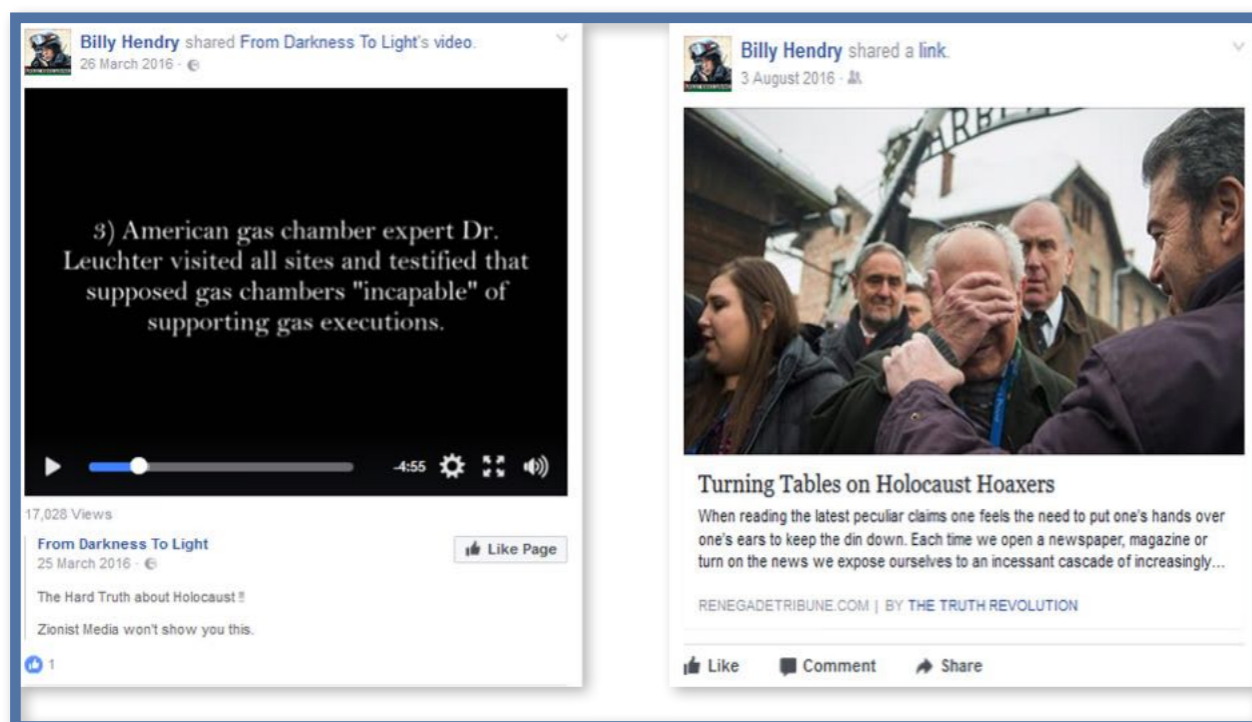 Billy Hendry shared From Darkness To Light's video.
26 March 2016 ·
3) American gas chamber expert Dr.
Leuchter visited all sites and testified that
supposed gas chambers "incapable" of
supporting gas executions.
-4:55
17,028 Views
From Darkness To Light
25 March 2016 ·
Like Page
The Hard Truth about Holocaust !!
Zionist Media won't show you this.
1
Billy Hendry shared a link.
3 August 2016 ·
ARBEI
Turning Tables on Holocaust Hoaxers
When reading the latest peculiar claims one feels the need to put one's hands over
one's ears to keep the din down. Each time we open a newspaper, magazine or
turn on the news we expose ourselves to an incessant cascade of increasingly...
RENEGADETRIBUNE.COM | BY THE TRUTH REVOLUTION
Like Comment Share